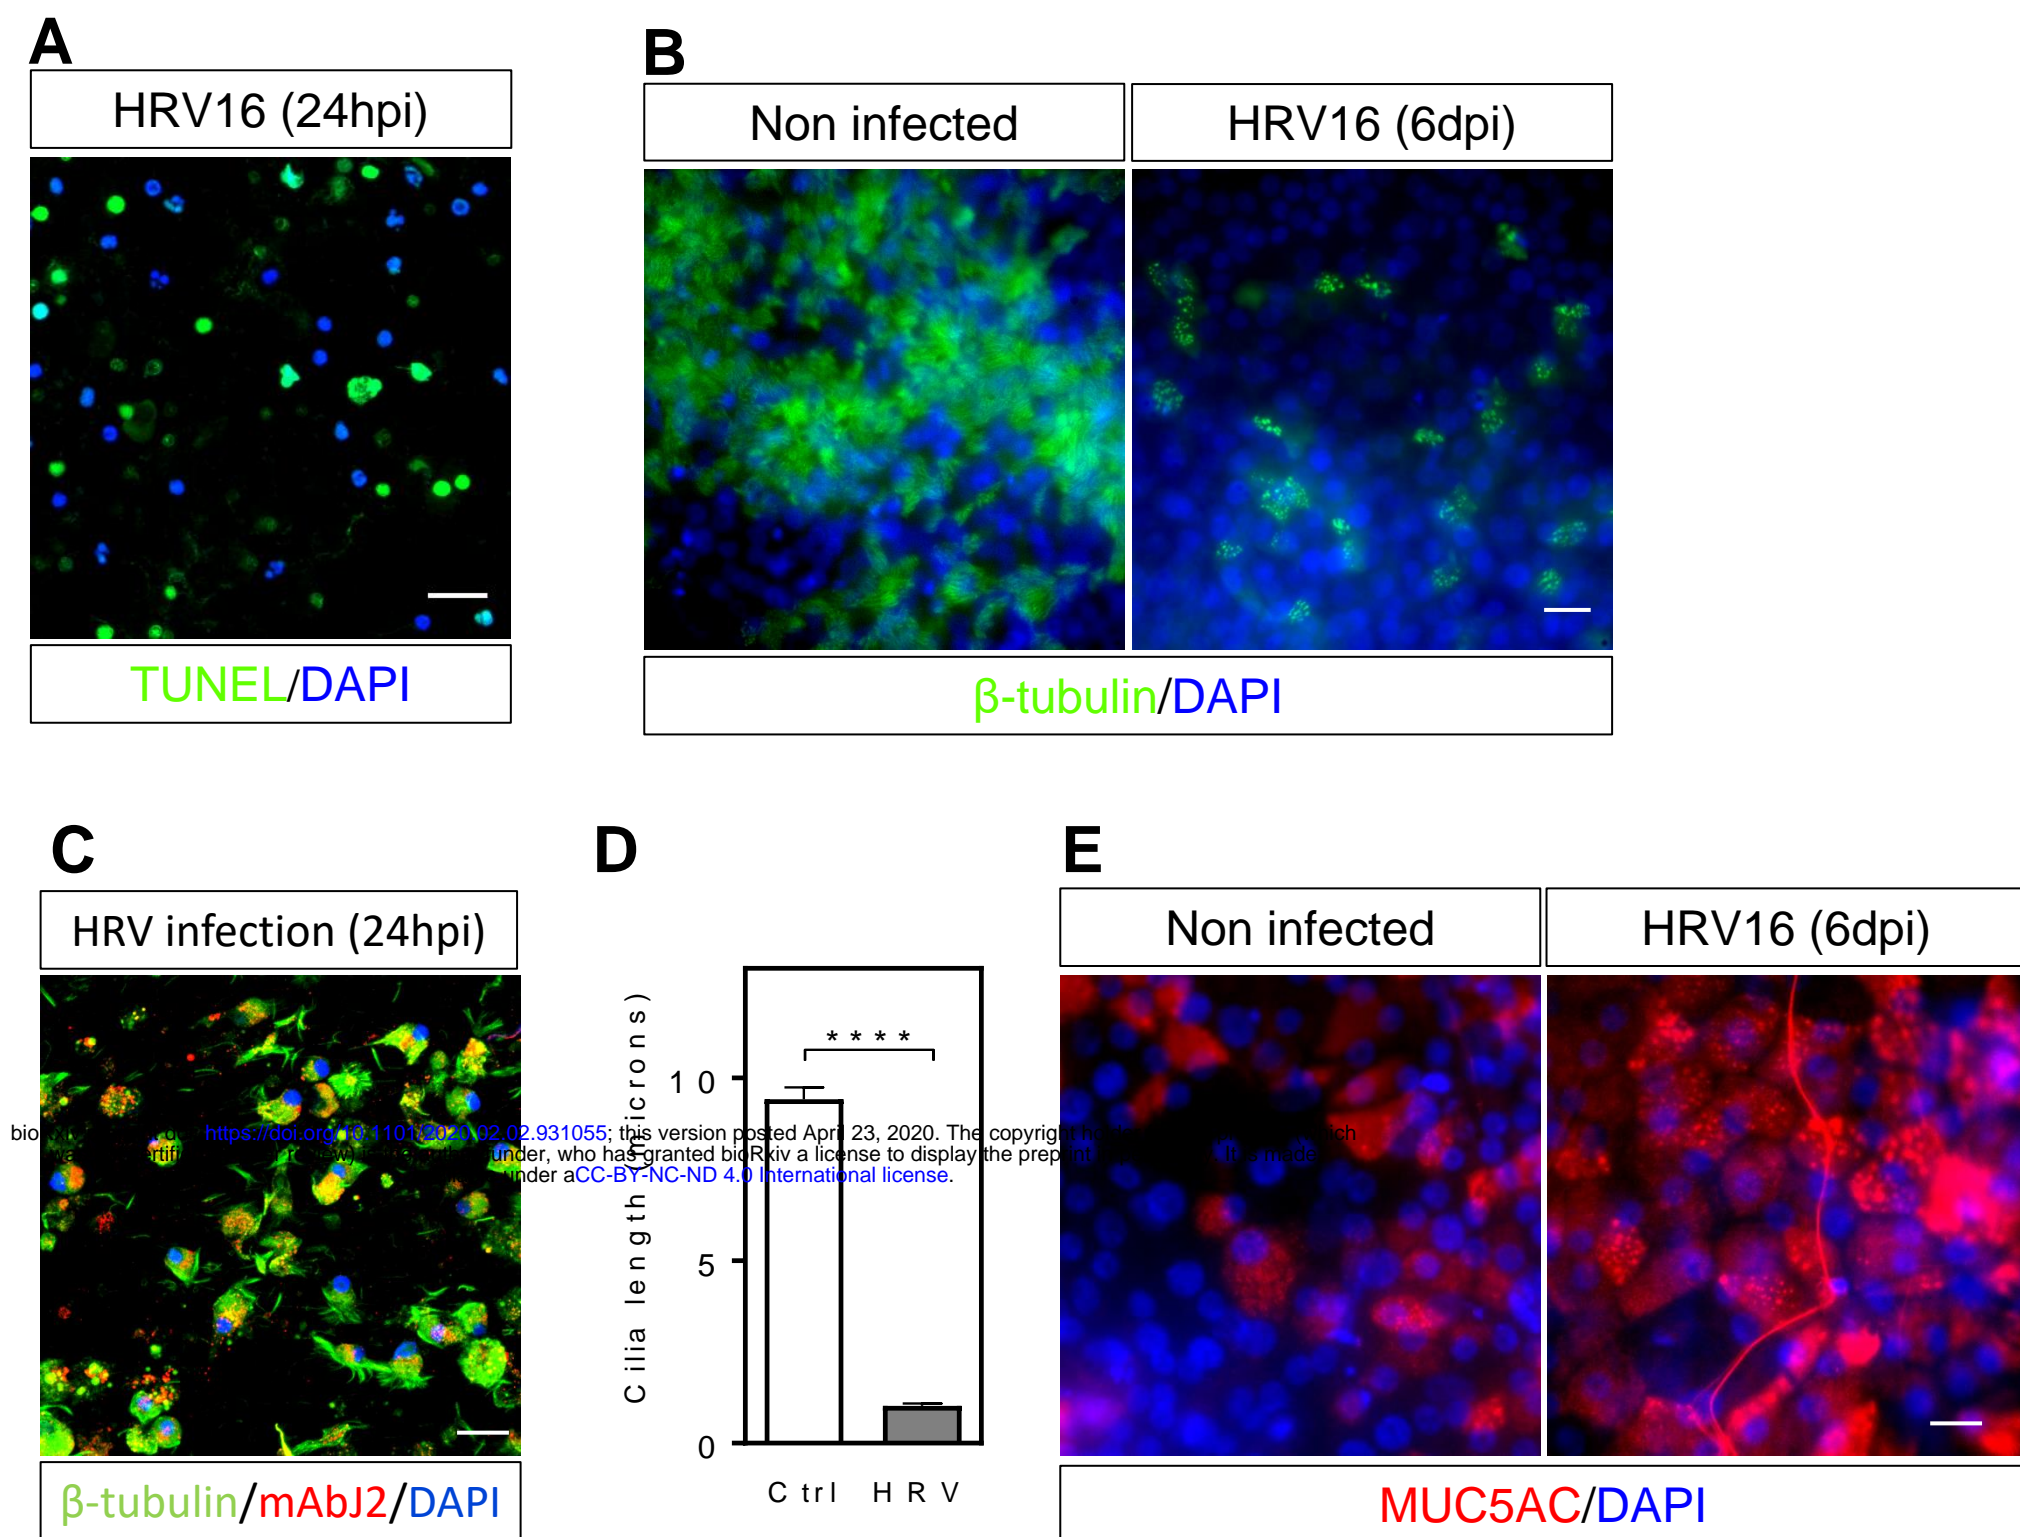 A
HRV16 (24hpi)
TUNEL/DAPI
B
Non infected
HRV16 (6dpi)
β-tubulin/DAPI
C
HRV infection (24hpi)
β-tubulin/mAbJ2/DAPI
D
Cilia length (microns)
10
5
0
****
Ctrl HRV
E
Non infected
HRV16 (6dpi)
MUC5AC/DAPI
https://doi.org/10.1101/2020.02.02.931055; this version posted April 23, 2020. The copyright
under, who has granted bioRxiv a license to display the preprint
under aCC-BY-NC-ND 4.0 International license.